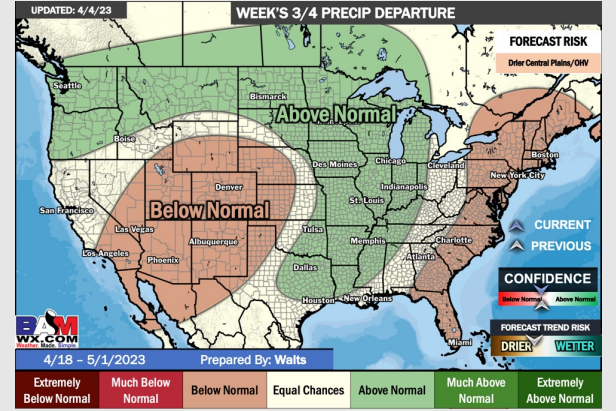 UPDATED: 4/4/23
WEEK'S 3/4 PRECIP DEPARTURE
FORECAST RISK
Drier Central Plains/OHV
Seattle
Bismarck
Above Normal
Boise
Minneapolis
Boston
Des Moines
Chicago
Cleveland
New York City
Denver
Indianapolis
San Francisco
Below Normal
St. Louis
CURRENT
Las Vegas
Tulsa
PREVIOUS
Albuquerque
Memphis
Charlotte
Los Angeles
Phoenix
Atlanta
Dallas
CONFIDENCE
Below Normal
Above Normal
Houston
New Orleans
BAM
WX.COM
Weather. Made. Simple.
FORECAST TREND RISK
DRIER
WETTER
Miami
4/18 – 5/1/2023
Prepared By: Walts
Extremely Below Normal
Much Below Normal
Below Normal
Equal Chances
Above Normal
Much Above Normal
Extremely Above Normal